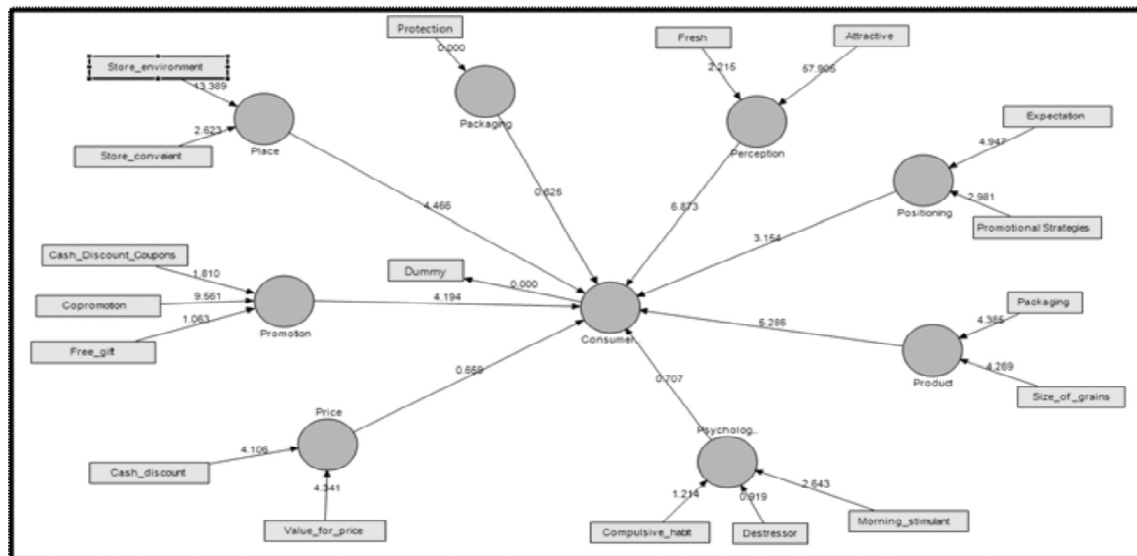 Protection
Fresh
Attractive
Store_environment
0.000
2.215
57.906
13.389
Packaging
Perception
Expectation
4.947
2.623
Store_conveient
Place
2.981
Positioning
Promotional Strategies
4.466
0.625
6.873
3.154
Cash_Discount_Coupons
1.810
Dummy
0.000
Copromotion
9.561
4.194
Packaging
4.385
1.063
Promotion
Consumer..
5.286
Free_gift
4.269
Product
Size_of_grains
0.659
0.707
Price
Psycholog..
4.106
Cash_discount
4.341
2.643
1.214
0.919
Value_for_price
Compulsive_habit
Destressor
Morning_stimulant